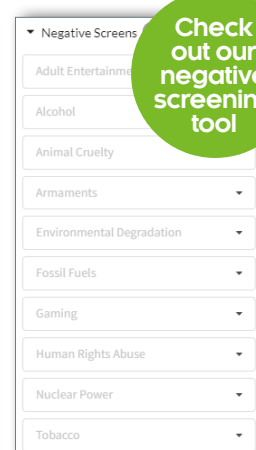 Negative Screens
Check
out our
negative
screening
tool
Adult Entertainme
Alcohol
Animal Cruelty
Armaments
Environmental Degradation
Fossil Fuels
Gaming
Human Rights Abuse
Nuclear Power
Tobacco